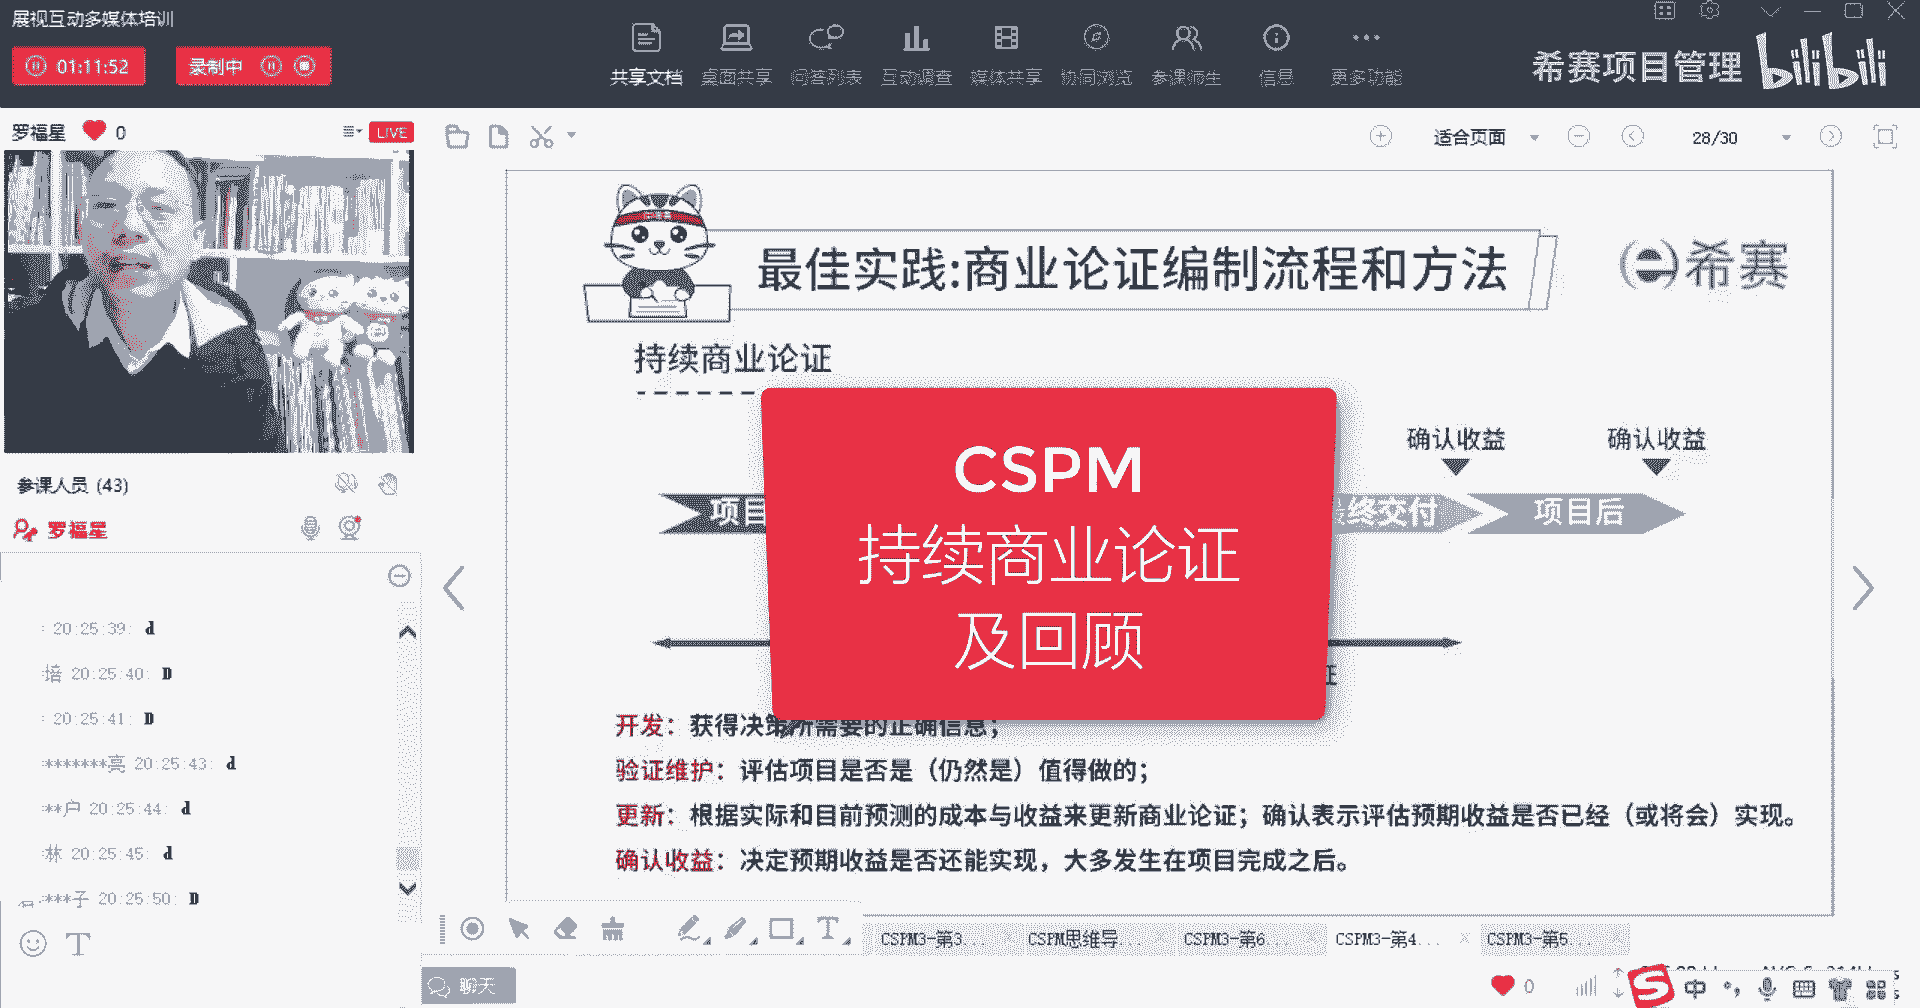 展视互动多媒体培训
01:11:52
录制中
共享文档
桌面共享
问答列表
互动调查
媒体共享
协同浏览
参课师生
信息
更多功能
希赛项目管理
bilibili
罗福星 0
LIVE
适合页面
28/30
最佳实践:商业论证编制流程和方法
希赛
持续商业论证
确认收益
确认收益
项目
终交付
项目后
CSPM
持续商业论证
及回顾
开发：获得决策所需要的正确信息；
验证维护：评估项目是否是（仍然是）值得做的；
更新：根据实际和目前预测的成本与收益来更新商业论证；确认表示评估预期收益是否已经（或将会）实现。
确认收益：决定预期收益是否还能实现，大多发生在项目完成之后。
参课人员 (43)
罗福星
: 20:25:39: d
培 20:25:40: D
: 20:25:41: D
*******亮 20:25:43: d
**户 20:25:44: d
林 20:25:45: d
***子 20:25:50: D
T
T
CSPM3-第3...
CSPM思维导...
CSPM3-第6...
CSPM3-第4...
CSPM3-第5...
聊天
0
S 中